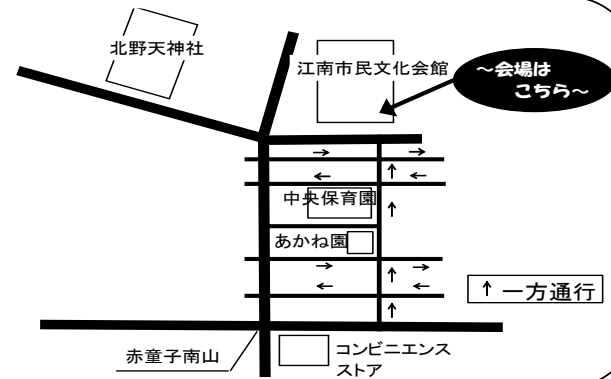 北野天神社
江南市民文化会館
～会場は
こちら～
中央保育園
あかね園
↑一方通行
赤童子南山
コンビニエンス
ストア